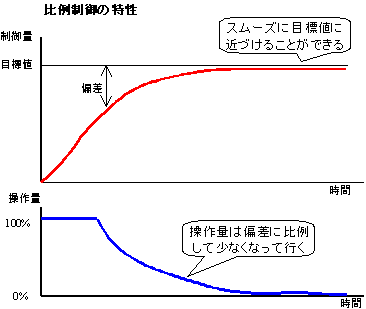 比例制御の特性
制御量
スムーズに目標値に
近づけることができる
目標値
偏差
時間
操作量
100%
操作量は偏差に比例
して少なくなって行く
0%
時間